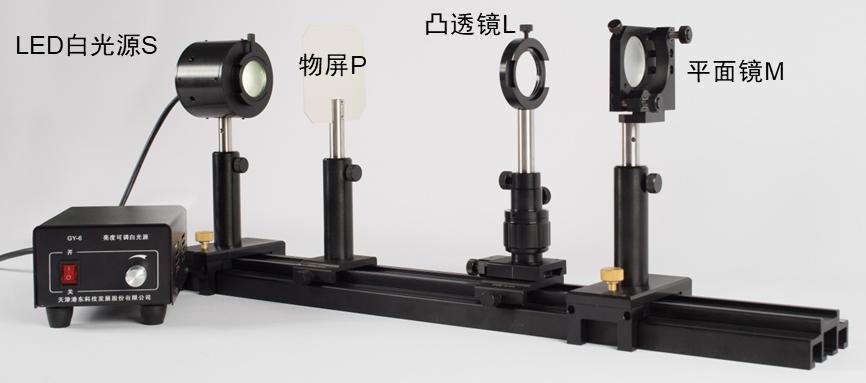 LED白光源S
物屏P
凸透镜L
平面镜M
GY-6 亮度可调白光源
开
关
天津港东科技发展股份有限公司